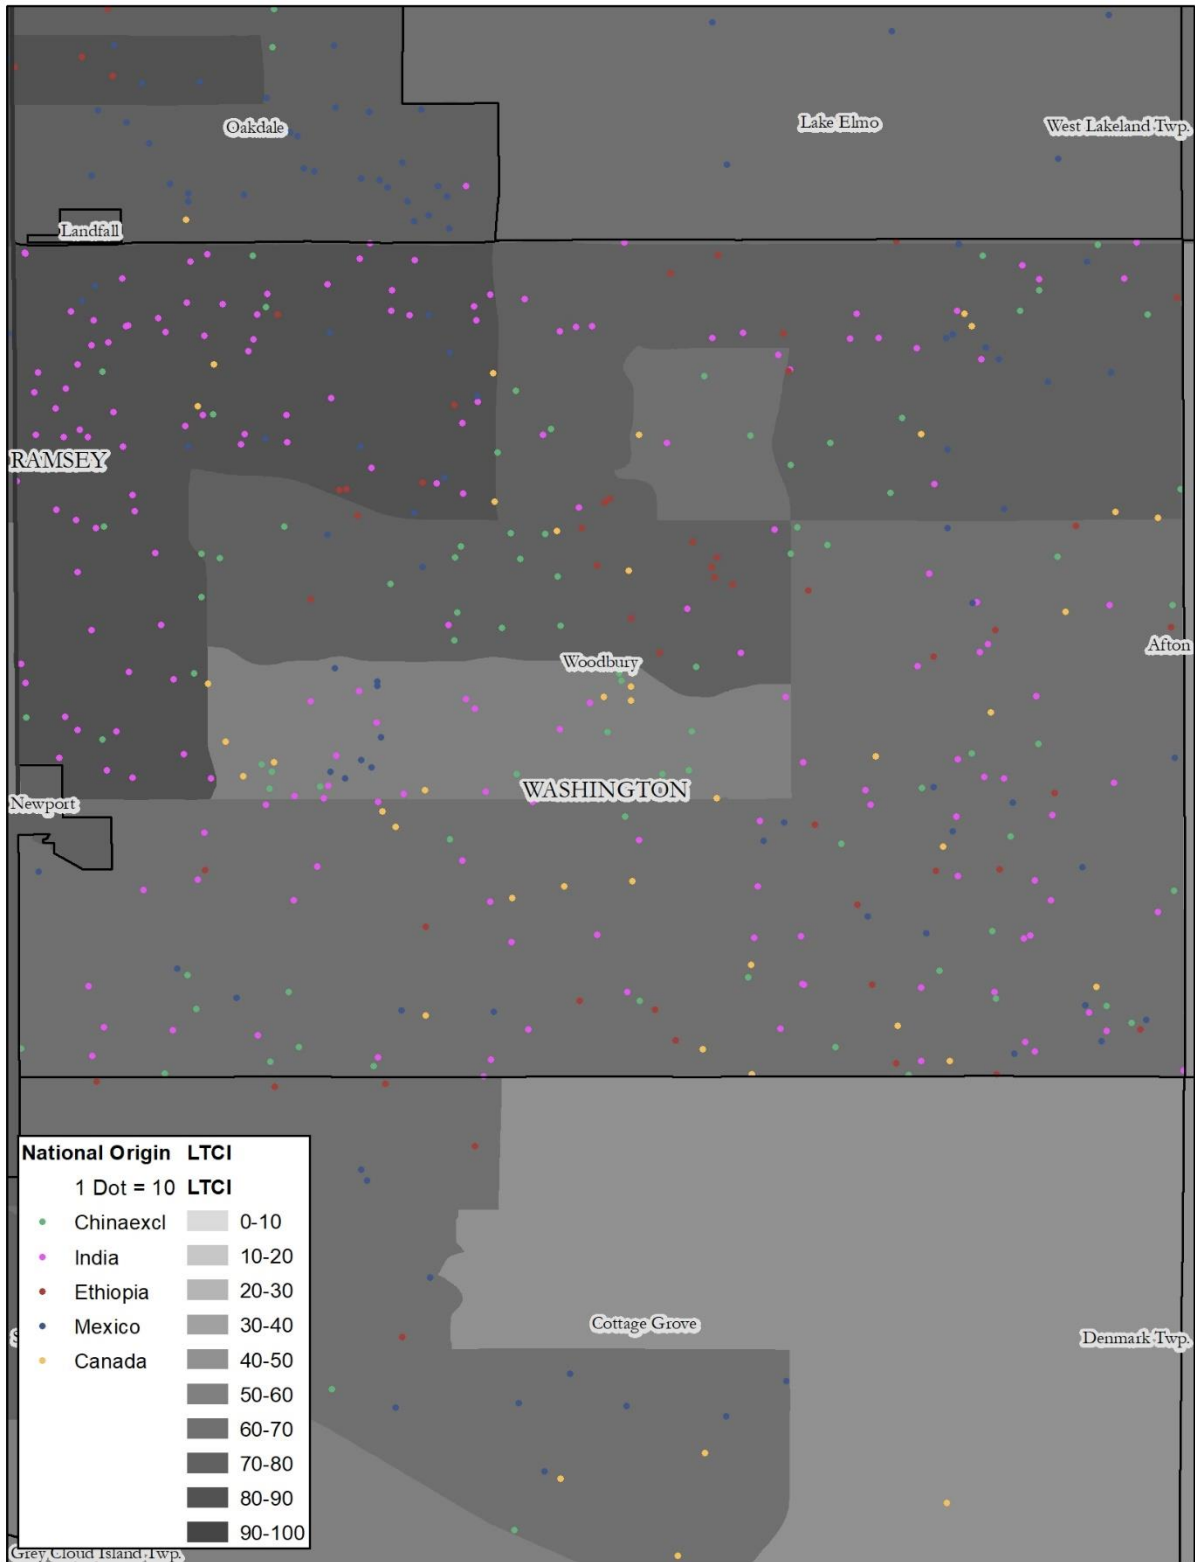 Oakdale
Lake Elmo
West Lakeland Twp.
Landfall
RAMSEY
Woodbury
Afton
WASHINGTON
Newport
National Origin LTCI
1 Dot = 10 LTCI
Chinaexcl 0-10
India 10-20
Ethiopia 20-30
Mexico 30-40
Canada 40-50
50-60
60-70
70-80
80-90
90-100
Cottage Grove
Denmark Twp.
Grey Cloud Island Twp.